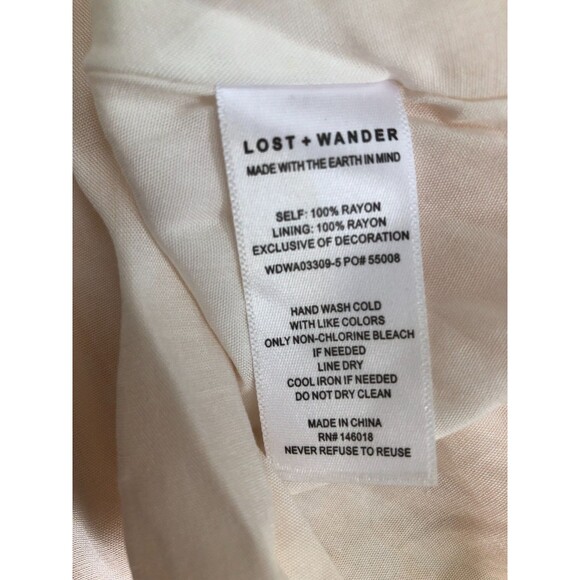 LOST + WANDER
MADE WITH THE EARTH IN MIND
SELF: 100% RAYON
LINING: 100% RAYON
EXCLUSIVE OF DECORATION
WDWA03309-5 PO# 55008
HAND WASH COLD
WITH LIKE COLORS
ONLY NON-CHLORINE BLEACH
IF NEEDED
LINE DRY
COOL IRON IF NEEDED
DO NOT DRY CLEAN
MADE IN CHINA
RN# 146018
NEVER REFUSE TO REUSE